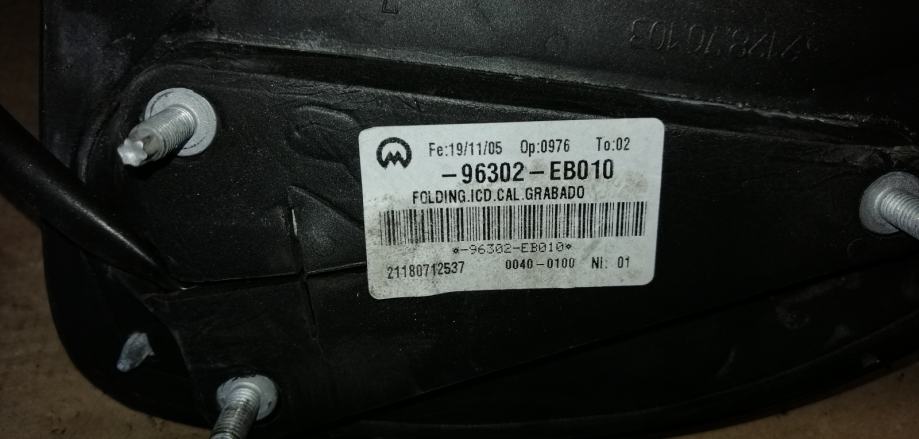 Fe:19/11/05 Op:0976 To:02
-96302-EB010
FOLDING.ICD.CAL.GRABADO
*-96302-EB010*
21180712537 0040-0100 NI: 01